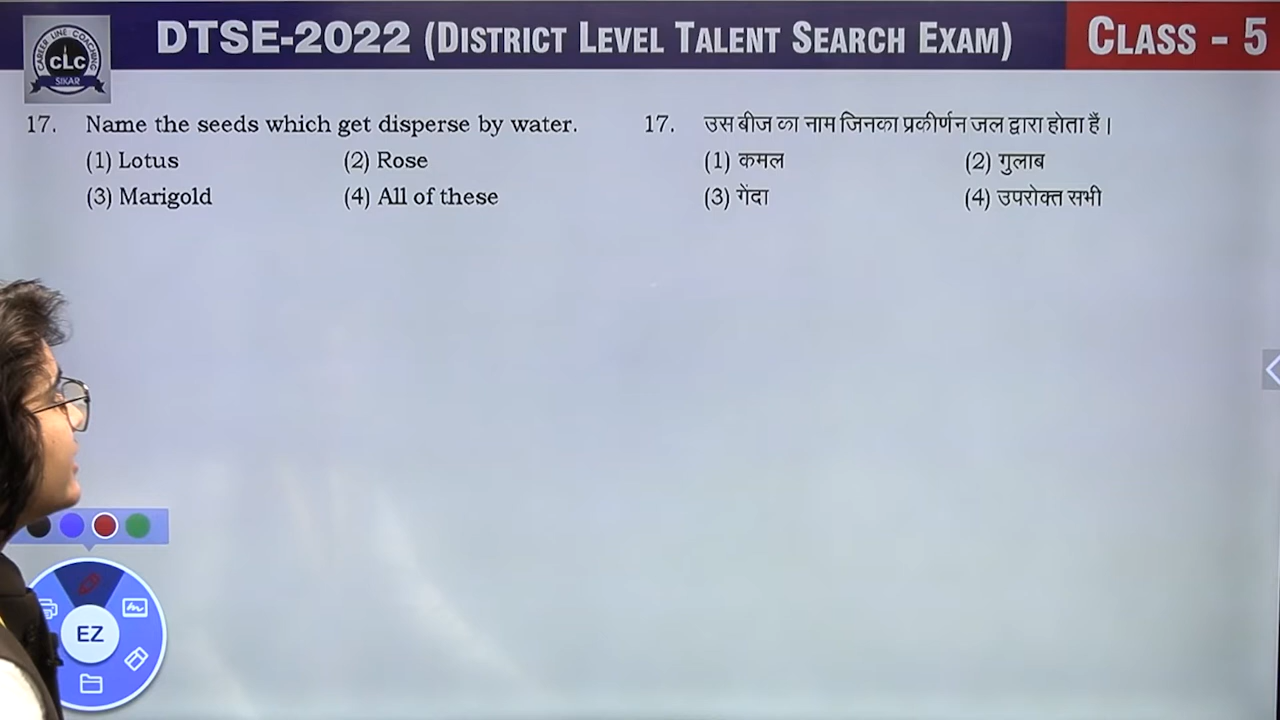 DTSE-2022 (DISTRICT LEVEL TALENT SEARCH EXAM)
CLASS - 5
CAREER LINE COACHING
CLC
SIKAR
17. Name the seeds which get disperse by water.
(1) Lotus (2) Rose
(3) Marigold (4) All of these
17. उस बीज का नाम जिनका प्रकीर्णन जल द्वारा होता हैं।
(1) कमल (2) गुलाब
(3) गेंदा (4) उपरोक्त सभी
EZ